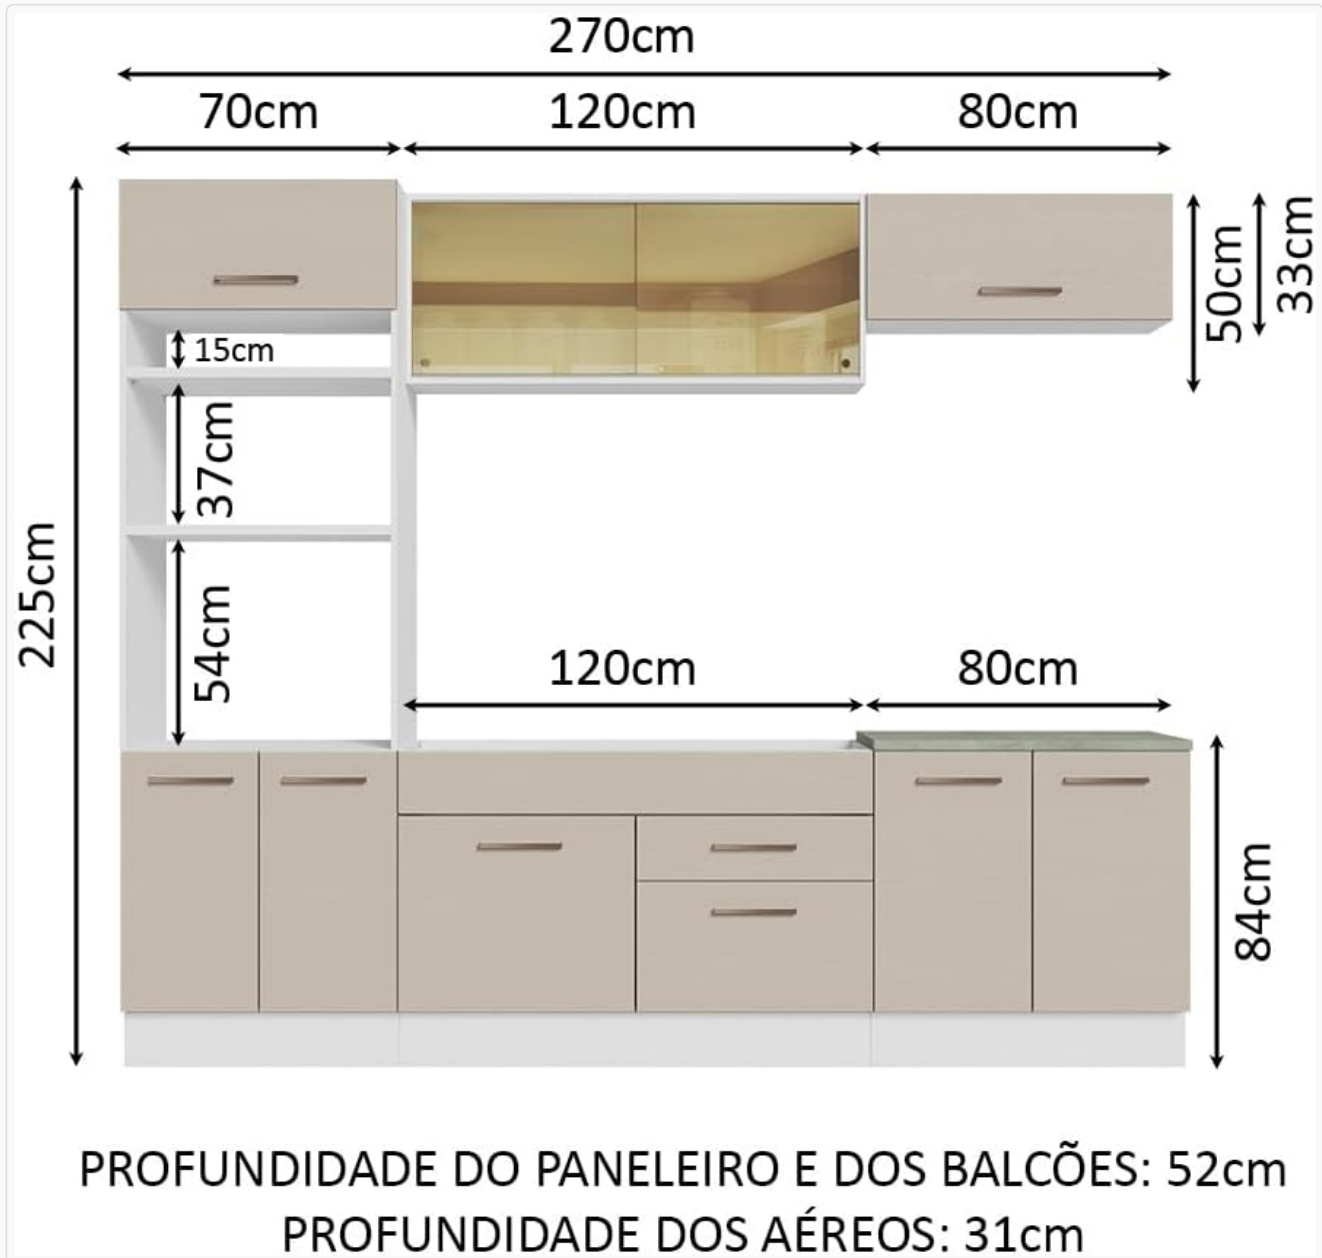 270cm
70cm
120cm
80cm
50cm
33cm
15cm
37cm
225cm
54cm
120cm
80cm
84cm
PROFUNDIDADE DO PANELEIRO E DOS BALCÕES: 52cm
PROFUNDIDADE DOS AÉREOS: 31cm